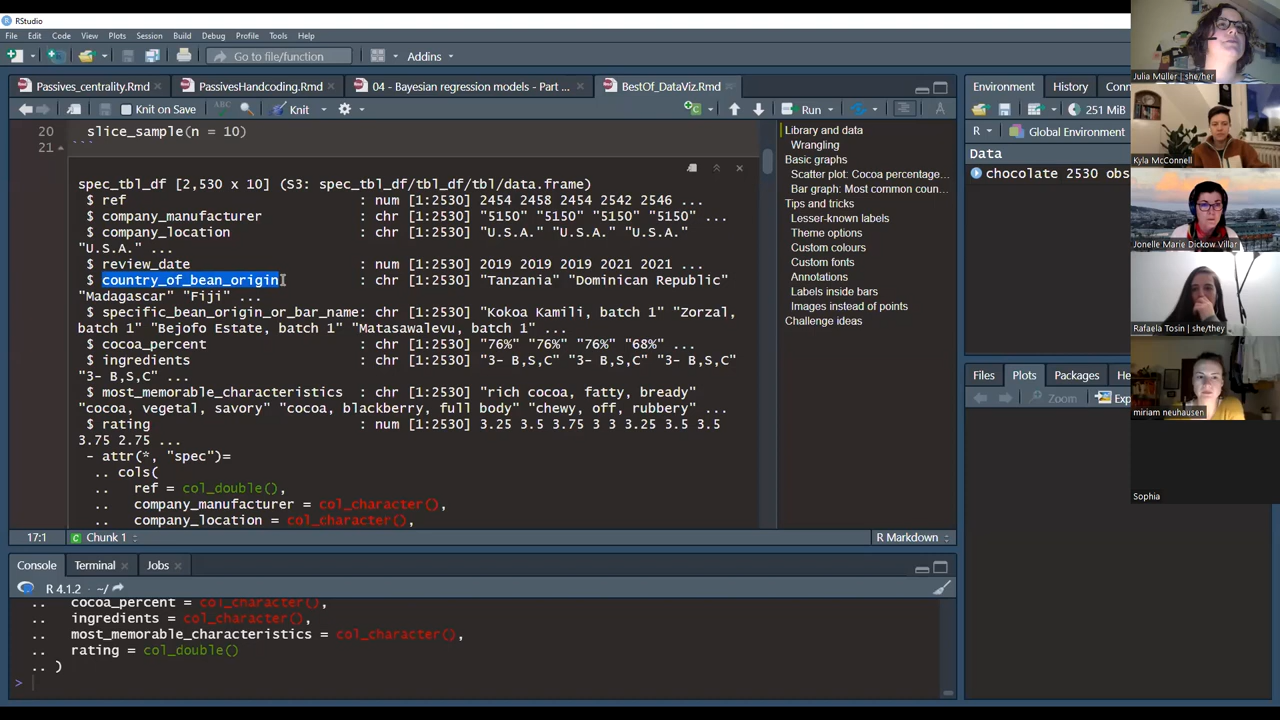 RStudio
File Edit Code View Plots Session Build Debug Profile Tools Help
Go to file/function Addins
Passives_centrality.Rmd PassivesHandcoding.Rmd 04 - Bayesian regression models - Part ... BestOf_DataViz.Rmd
Knit on Save Knit Run
20 slice_sample(n = 10)
21 ```
spec_tbl_df [2,530 x 10] (S3: spec_tbl_df/tbl_df/tbl/data.frame)
$ ref : num [1:2530] 2454 2458 2454 2542 2546 ...
$ company_manufacturer : chr [1:2530] "5150" "5150" "5150" "5150" ...
$ company_location : chr [1:2530] "U.S.A." "U.S.A." "U.S.A."
"U.S.A." ...
$ review_date : num [1:2530] 2019 2019 2019 2021 2021 ...
$ country_of_bean_origin : chr [1:2530] "Tanzania" "Dominican Republic"
"Madagascar" "Fiji" ...
$ specific_bean_origin_or_bar_name: chr [1:2530] "Kokoa Kamili, batch 1" "Zorzal,
batch 1" "Bejofo Estate, batch 1" "Matasawalevu, batch 1" ...
$ cocoa_percent : chr [1:2530] "76%" "76%" "76%" "68%" ...
$ ingredients : chr [1:2530] "3- B,S,C" "3- B,S,C" "3- B,S,C"
"3- B,S,C" ...
$ most_memorable_characteristics : chr [1:2530] "rich cocoa, fatty, bready"
"cocoa, vegetal, savory" "cocoa, blackberry, full body" "chewy, off, rubbery" ...
$ rating : num [1:2530] 3.25 3.5 3.75 3 3 3.25 3.5 3.5
3.75 2.75 ...
- attr(*, "spec")=
.. cols(
.. ref = col_double(),
.. company_manufacturer = col_character(),
.. company_location = col_character(),
17:1 Chunk 1 R Markdown
Library and data
Wrangling
Basic graphs
Scatter plot: Cocoa percentage...
Bar graph: Most common coun...
Tips and tricks
Lesser-known labels
Theme options
Custom colours
Custom fonts
Annotations
Labels inside bars
Images instead of points
Challenge ideas
Console Terminal Jobs
R 4.1.2 · ~/
.. cocoa_percent = col_character(),
.. ingredients = col_character(),
.. most_memorable_characteristics = col_character(),
.. rating = col_double()
.. )
>
Environment History Con
251 MiB
R Global Environment
Data
chocolate 2530 obs
Files Plots Packages He
Zoom Exp
Julia Müller | she/her
Kyla McConnell
Jonelle Marie Dickow Villar
Rafaela Tosin | she/they
miriam neuhausen
Sophia